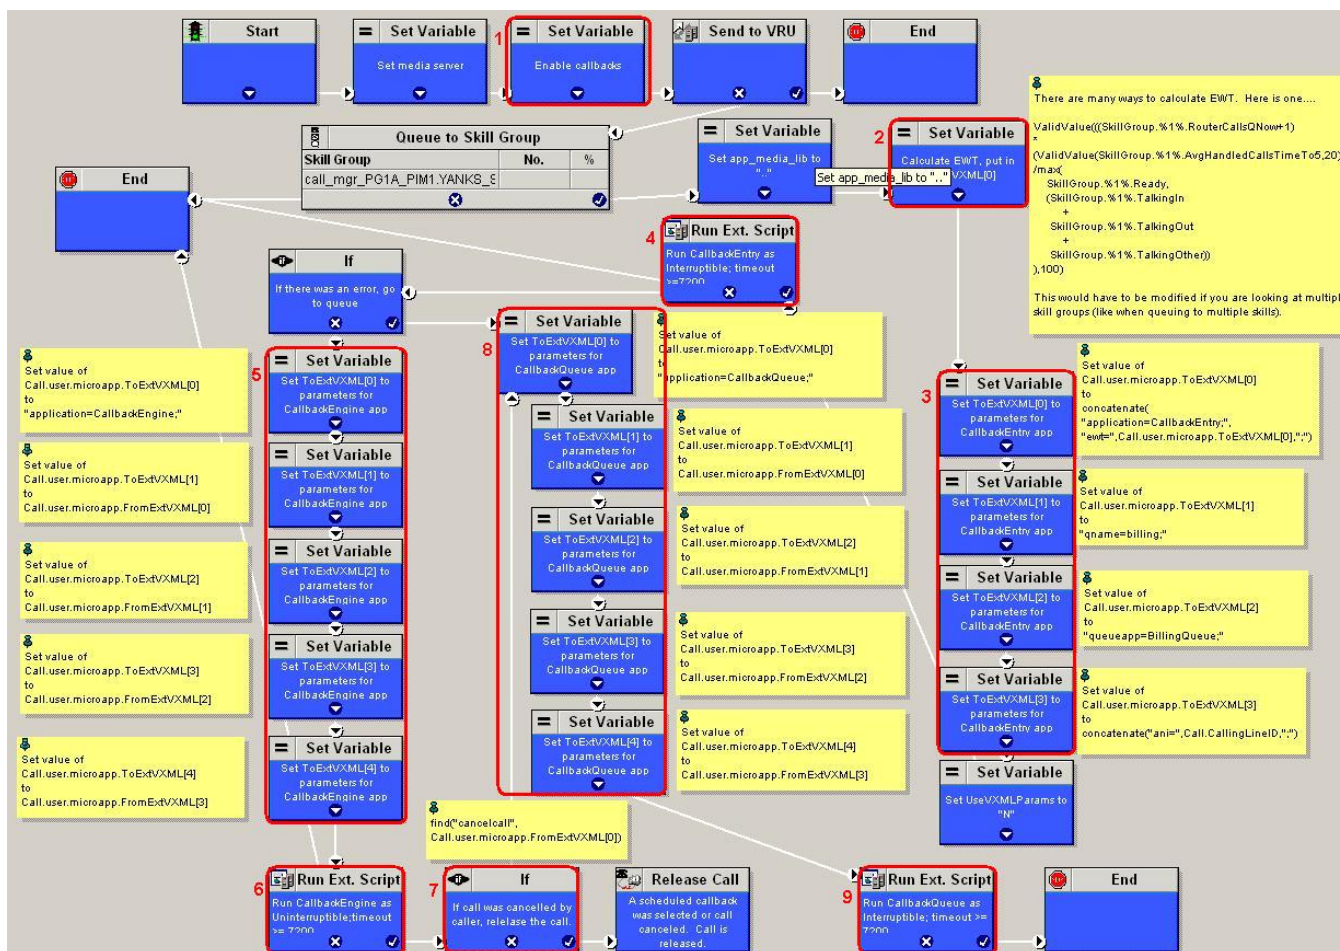 Start
Set Variable
Set media server
1
Set Variable
Enable callbacks
Send to VRU
End
There are many ways to calculate EWT. Here is one....
ValidValue(((SkillGroup.%1%.RouterCallsQNow+1)
*
(ValidValue(SkillGroup.%1%.AvgHandledCallsTimeTo5,20)
/max(
SkillGroup.%1%.Ready,
(SkillGroup.%1%.TalkingIn
+
SkillGroup.%1%.TalkingOut
+
SkillGroup.%1%.TalkingOther))
),100)
This would have to be modified if you are looking at multiple
skill groups (like when queuing to multiple skills).
Queue to Skill Group
Skill Group No. %
call_mgr_PG1A_PIM1.YANKS_S
Set Variable
Set app_media_lib to
".."
Set app_media_lib to ".."
2
Set Variable
Calculate EWT, put in
VXML[0]
End
4
Run Ext. Script
Run CallbackEntry as
Interruptible; timeout
>=7200
If
If there was an error, go
to queue
5
Set Variable
Set ToExtVXML[0] to
parameters for
CallbackEngine app
Set Variable
Set ToExtVXML[1] to
parameters for
CallbackEngine app
Set Variable
Set ToExtVXML[2] to
parameters for
CallbackEngine app
Set Variable
Set ToExtVXML[3] to
parameters for
CallbackEngine app
Set Variable
Set ToExtVXML[4] to
parameters for
CallbackEngine app
Set value of
Call.user.microapp.ToExtVXML[0]
to
"application=CallbackEngine;"
Set value of
Call.user.microapp.ToExtVXML[1]
to
Call.user.microapp.FromExtVXML[0]
Set value of
Call.user.microapp.ToExtVXML[2]
to
Call.user.microapp.FromExtVXML[1]
Set value of
Call.user.microapp.ToExtVXML[3]
to
Call.user.microapp.FromExtVXML[2]
Set value of
Call.user.microapp.ToExtVXML[4]
to
Call.user.microapp.FromExtVXML[3]
8
Set Variable
Set ToExtVXML[0] to
parameters for
CallbackQueue app
Set Variable
Set ToExtVXML[1] to
parameters for
CallbackQueue app
Set Variable
Set ToExtVXML[2] to
parameters for
CallbackQueue app
Set Variable
Set ToExtVXML[3] to
parameters for
CallbackQueue app
Set Variable
Set ToExtVXML[4] to
parameters for
CallbackQueue app
Set value of
Call.user.microapp.ToExtVXML[0]
to
"application=CallbackQueue;"
Set value of
Call.user.microapp.ToExtVXML[1]
to
Call.user.microapp.FromExtVXML[0]
Set value of
Call.user.microapp.ToExtVXML[2]
to
Call.user.microapp.FromExtVXML[1]
Set value of
Call.user.microapp.ToExtVXML[3]
to
Call.user.microapp.FromExtVXML[2]
Set value of
Call.user.microapp.ToExtVXML[4]
to
Call.user.microapp.FromExtVXML[3]
3
Set Variable
Set ToExtVXML[0] to
parameters for
CallbackEntry app
Set Variable
Set ToExtVXML[1] to
parameters for
CallbackEntry app
Set Variable
Set ToExtVXML[2] to
parameters for
CallbackEntry app
Set Variable
Set ToExtVXML[3] to
parameters for
CallbackEntry app
Set Variable
Set UseVXMLParams to
"N"
Set value of
Call.user.microapp.ToExtVXML[0]
to
concatenate(
"application=CallbackEntry;",
"ewt=",Call.user.microapp.ToExtVXML[0],";")
Set value of
Call.user.microapp.ToExtVXML[1]
to
"qname=billing;"
Set value of
Call.user.microapp.ToExtVXML[2]
to
"queueapp=BillingQueue;"
Set value of
Call.user.microapp.ToExtVXML[3]
to
concatenate("ani=",Call.CallingLineID,";")
find("cancelcall",
Call.user.microapp.FromExtVXML[0])
6
Run Ext. Script
Run CallbackEngine as
Uninterruptible;timeout
>= 7200
7
If
If call was cancelled by
caller, relelase the call.
Release Call
A scheduled callback
was selected or call
canceled. Call is
released.
9
Run Ext. Script
Run CallbackQueue as
Interruptible; timeout >=
7200
End